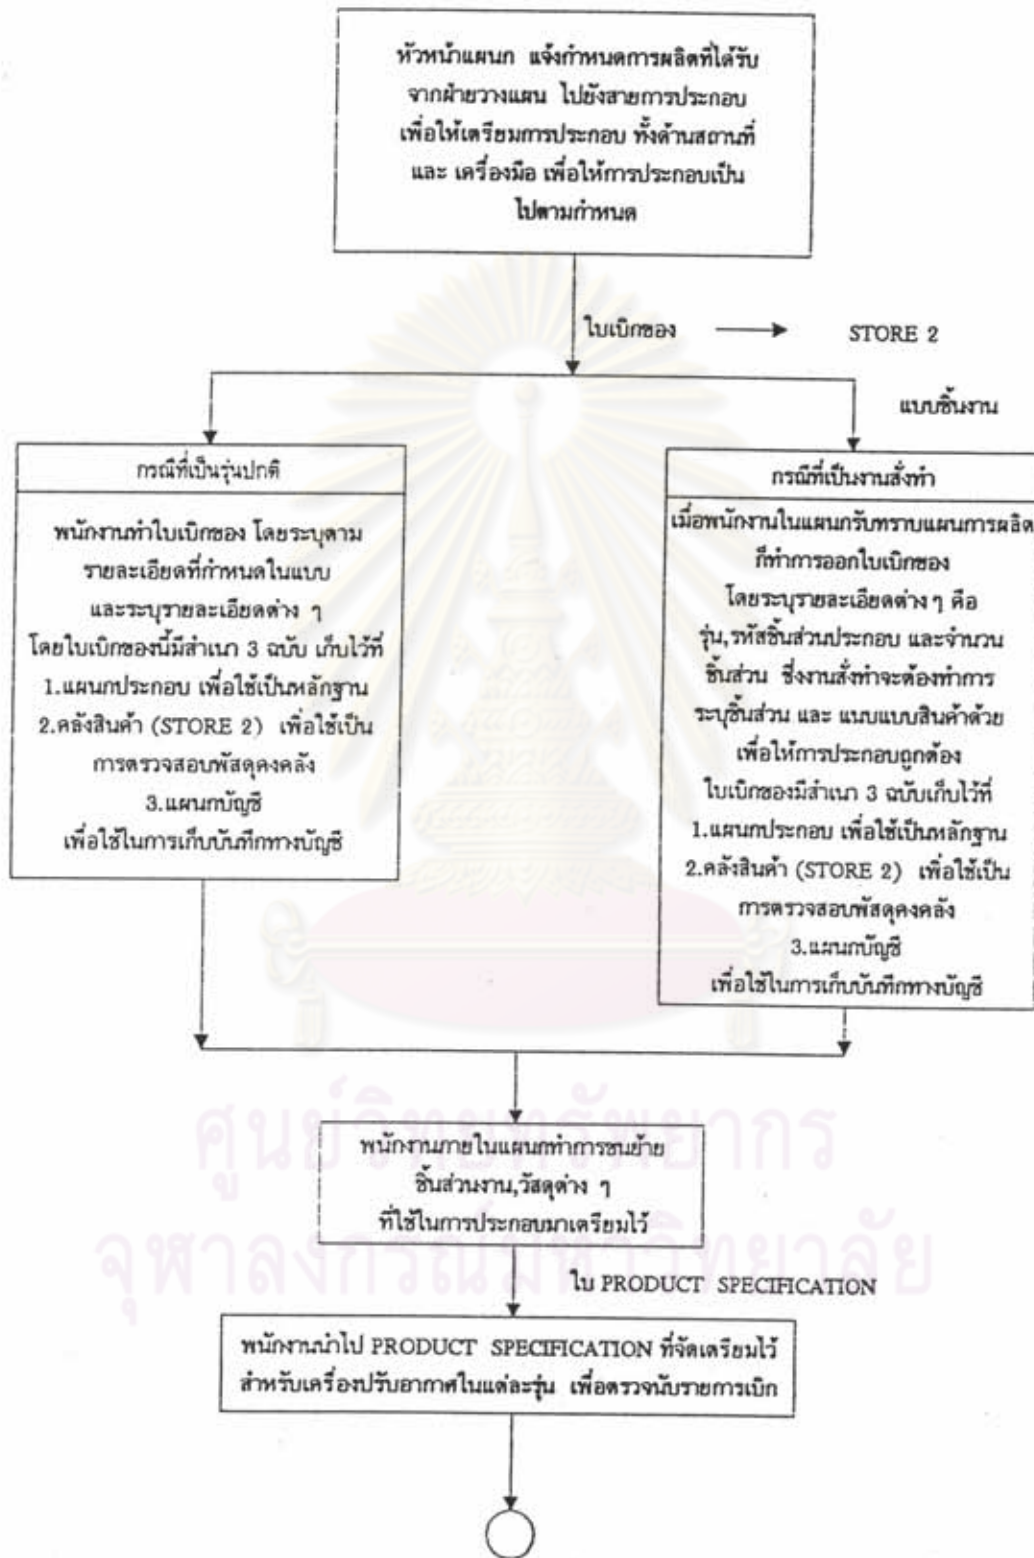 หัวหน้าแผนก แจ้งกำหนดการผลิตที่ได้รับ
จากฝ่ายวางแผน ไปยังสายการประกอบ
เพื่อให้เตรียมการประกอบ ทั้งด้านสถานที่
และ เครื่องมือ เพื่อให้การประกอบเป็น
ไปตามกำหนด
ใบเบิกของ
STORE 2
แบบชิ้นงาน
กรณีที่เป็นรุ่นปกติ
พนักงานทำใบเบิกของ โดยระบุตาม
รายละเอียดที่กำหนดในแบบ
และระบุรายละเอียดต่าง ๆ
โดยใบเบิกของนี้มีสำเนา 3 ฉบับ เก็บไว้ที่
1.แผนกประกอบ เพื่อใช้เป็นหลักฐาน
2.คลังสินค้า (STORE 2) เพื่อใช้เป็น
การตรวจสอบพัสดุคงคลัง
3.แผนกบัญชี
เพื่อใช้ในการเก็บบันทึกทางบัญชี
กรณีที่เป็นงานสั่งทำ
เมื่อพนักงานในแผนกรับทราบแผนการผลิต
ก็ทำการออกใบเบิกของ
โดยระบุรายละเอียดต่าง ๆ คือ
รุ่น,รหัสชิ้นส่วนประกอบ และจำนวน
ชิ้นส่วน ซึ่งงานสั่งทำจะต้องทำการ
ระบุชิ้นส่วน และ แนบแบบสินค้าด้วย
เพื่อให้การประกอบถูกต้อง
ใบเบิกของมีสำเนา 3 ฉบับเก็บไว้ที่
1.แผนกประกอบ เพื่อใช้เป็นหลักฐาน
2.คลังสินค้า (STORE 2) เพื่อใช้เป็น
การตรวจสอบพัสดุคงคลัง
3.แผนกบัญชี
เพื่อใช้ในการเก็บบันทึกทางบัญชี
พนักงานภายในแผนกทำการขนย้าย
ชิ้นส่วนงาน,วัสดุต่าง ๆ
ที่ใช้ในการประกอบมาเตรียมไว้
ศูนย์วิทยทรัพยากร
จุฬาลงกรณ์มหาวิทยาลัย
ใบ PRODUCT SPECIFICATION
พนักงานนำใบ PRODUCT SPECIFICATION ที่จัดเตรียมไว้
สำหรับเครื่องปรับอากาศในแต่ละรุ่น เพื่อตรวจนับรายการเบิก